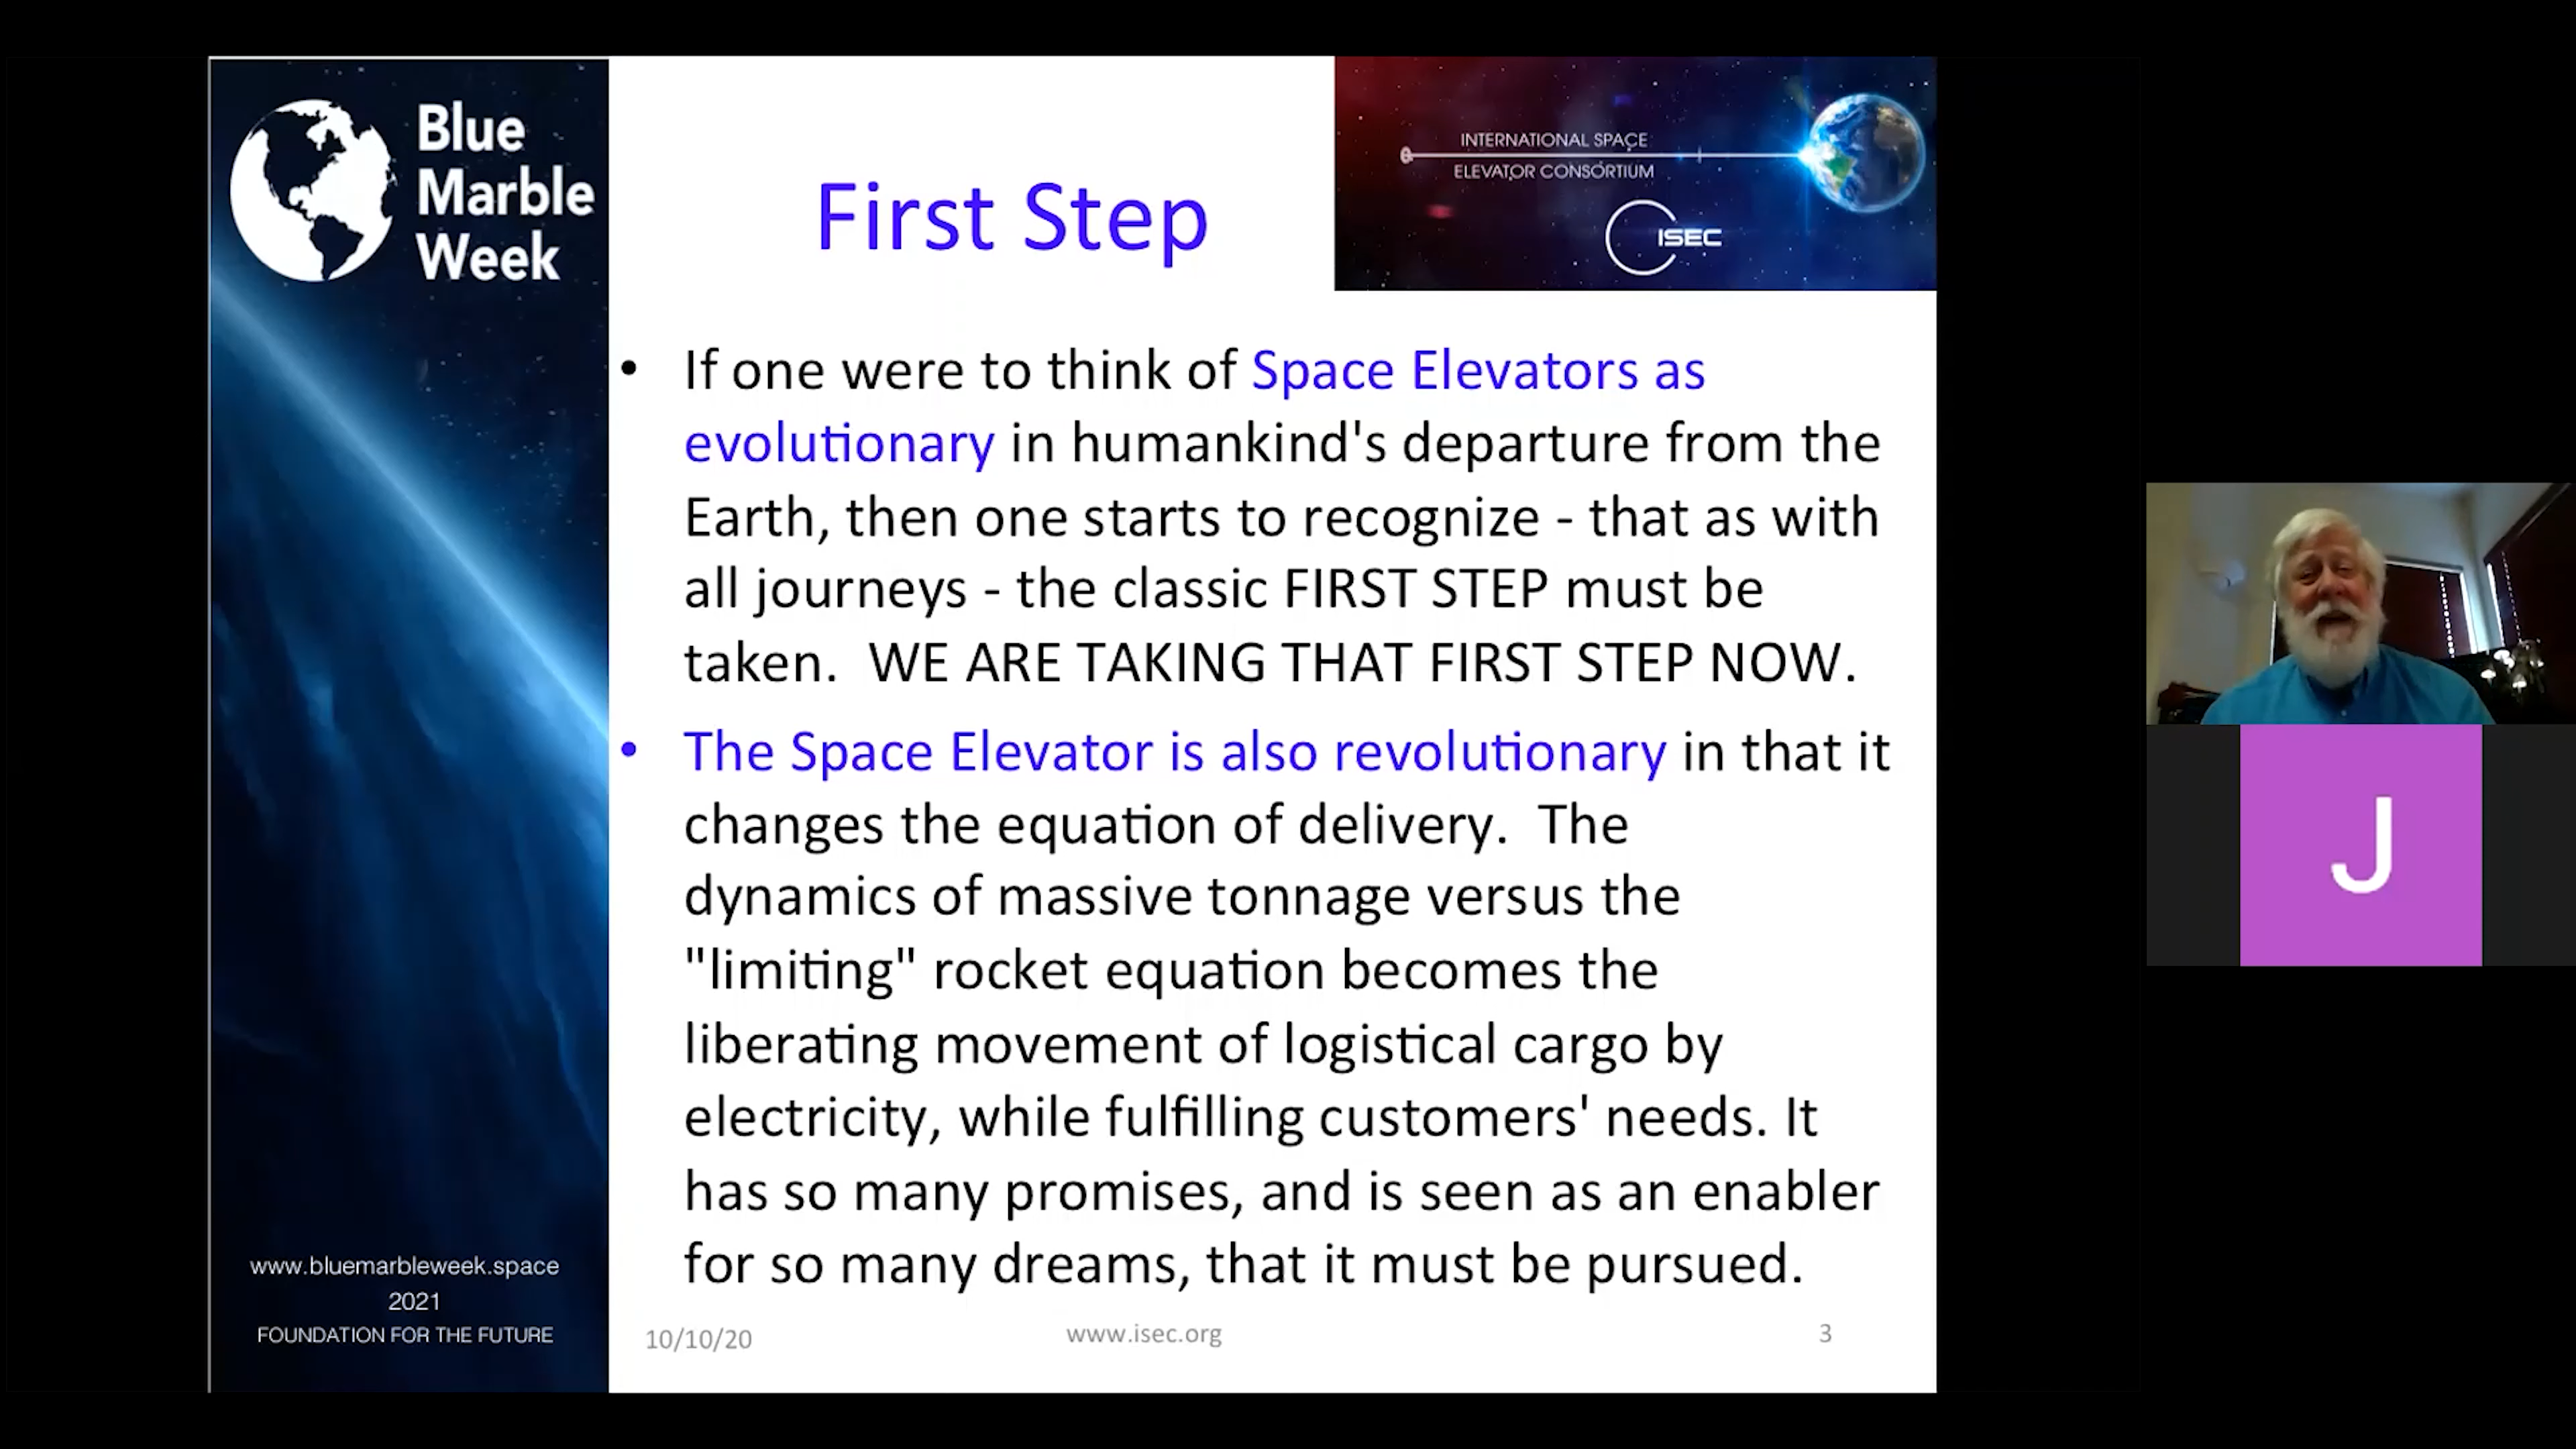 Blue
Marble
Week
First Step
INTERNATIONAL SPACE
ELEVATOR CONSORTIUM
ISEC
• If one were to think of Space Elevators as
evolutionary in humankind's departure from the
Earth, then one starts to recognize - that as with
all journeys - the classic FIRST STEP must be
taken.  WE ARE TAKING THAT FIRST STEP NOW.
• The Space Elevator is also revolutionary in that it
changes the equation of delivery.  The
dynamics of massive tonnage versus the
"limiting" rocket equation becomes the
liberating movement of logistical cargo by
electricity, while fulfilling customers' needs. It
has so many promises, and is seen as an enabler
for so many dreams, that it must be pursued.
www.bluemarbleweek.space
2021
FOUNDATION FOR THE FUTURE
10/10/20
www.isec.org
3
J